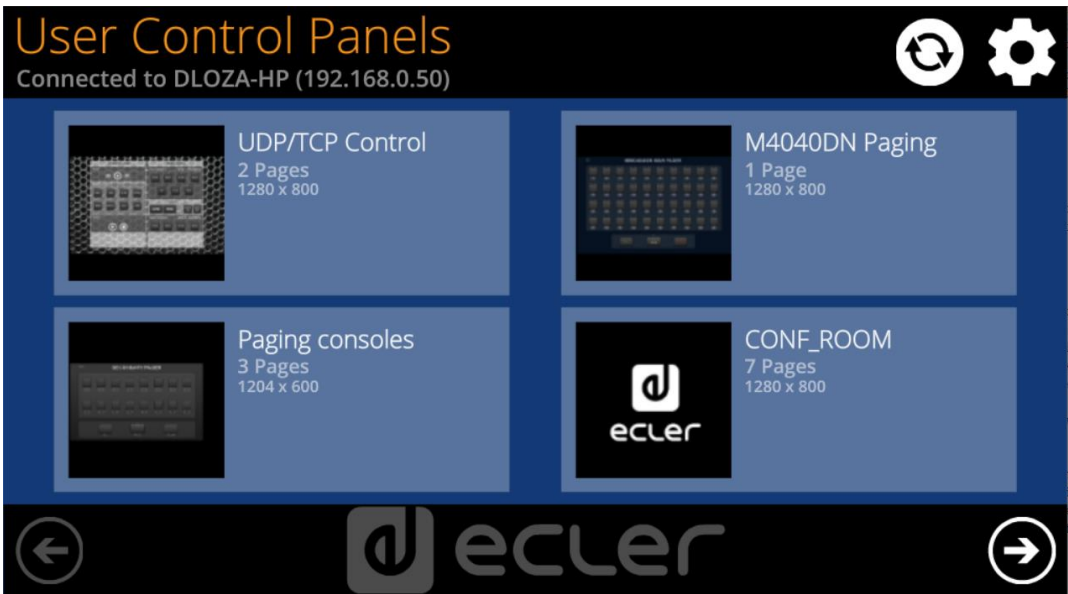 User Control Panels
Connected to DLOZA-HP (192.168.0.50)
UDP/TCP Control
2 Pages
1280 x 800
M4040DN Paging
1 Page
1280 x 800
Paging consoles
3 Pages
1204 x 600
CONF_ROOM
7 Pages
1280 x 800
ecler
ecler